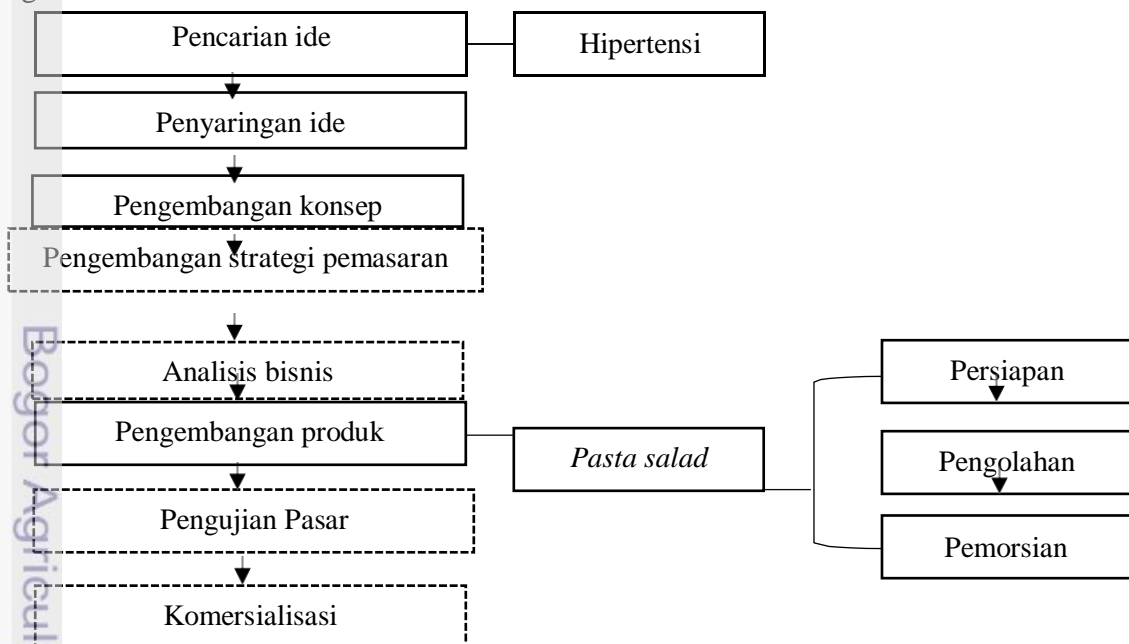 Pencarian ide
Hipertensi
Penyaringan ide
Pengembangan konsep
Pengembangan strategi pemasaran
Analisis bisnis
Pengembangan produk
Pasta salad
Persiapan
Pengolahan
Pemorsian
Pengujian Pasar
Komersialisasi
Bogor Agricul